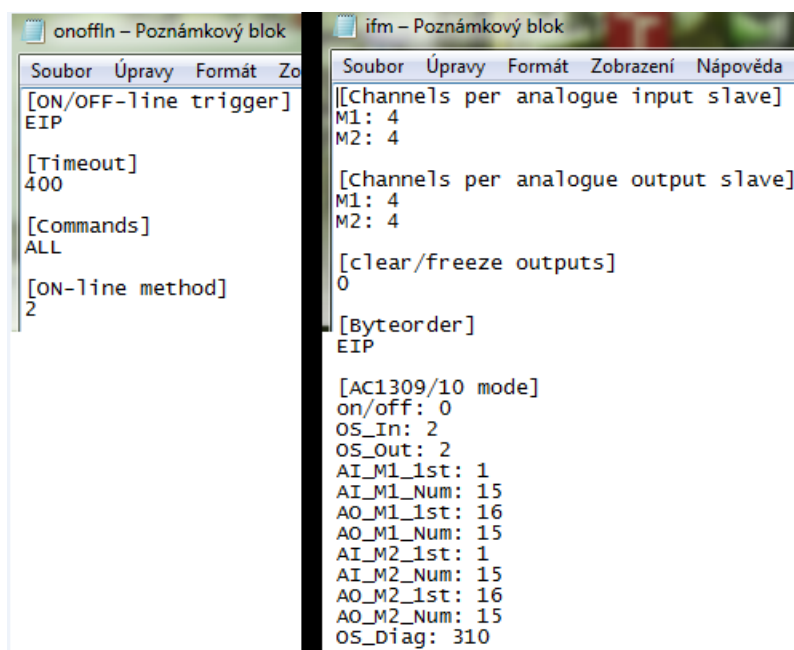 onoffln – Poznámkový blok
Soubor Úpravy Formát Zo
[ON/OFF-line trigger]
EIP
[Timeout]
400
[Commands]
ALL
[ON-line method]
2
ifm – Poznámkový blok
Soubor Úpravy Formát Zobrazení Nápověda
[Channels per analogue input slave]
M1: 4
M2: 4
[Channels per analogue output slave]
M1: 4
M2: 4
[clear/freeze outputs]
0
[Byteorder]
EIP
[AC1309/10 mode]
on/off: 0
OS_In: 2
OS_Out: 2
AI_M1_1st: 1
AI_M1_Num: 15
AO_M1_1st: 16
AO_M1_Num: 15
AI_M2_1st: 1
AI_M2_Num: 15
AO_M2_1st: 16
AO_M2_Num: 15
OS_Diag: 310